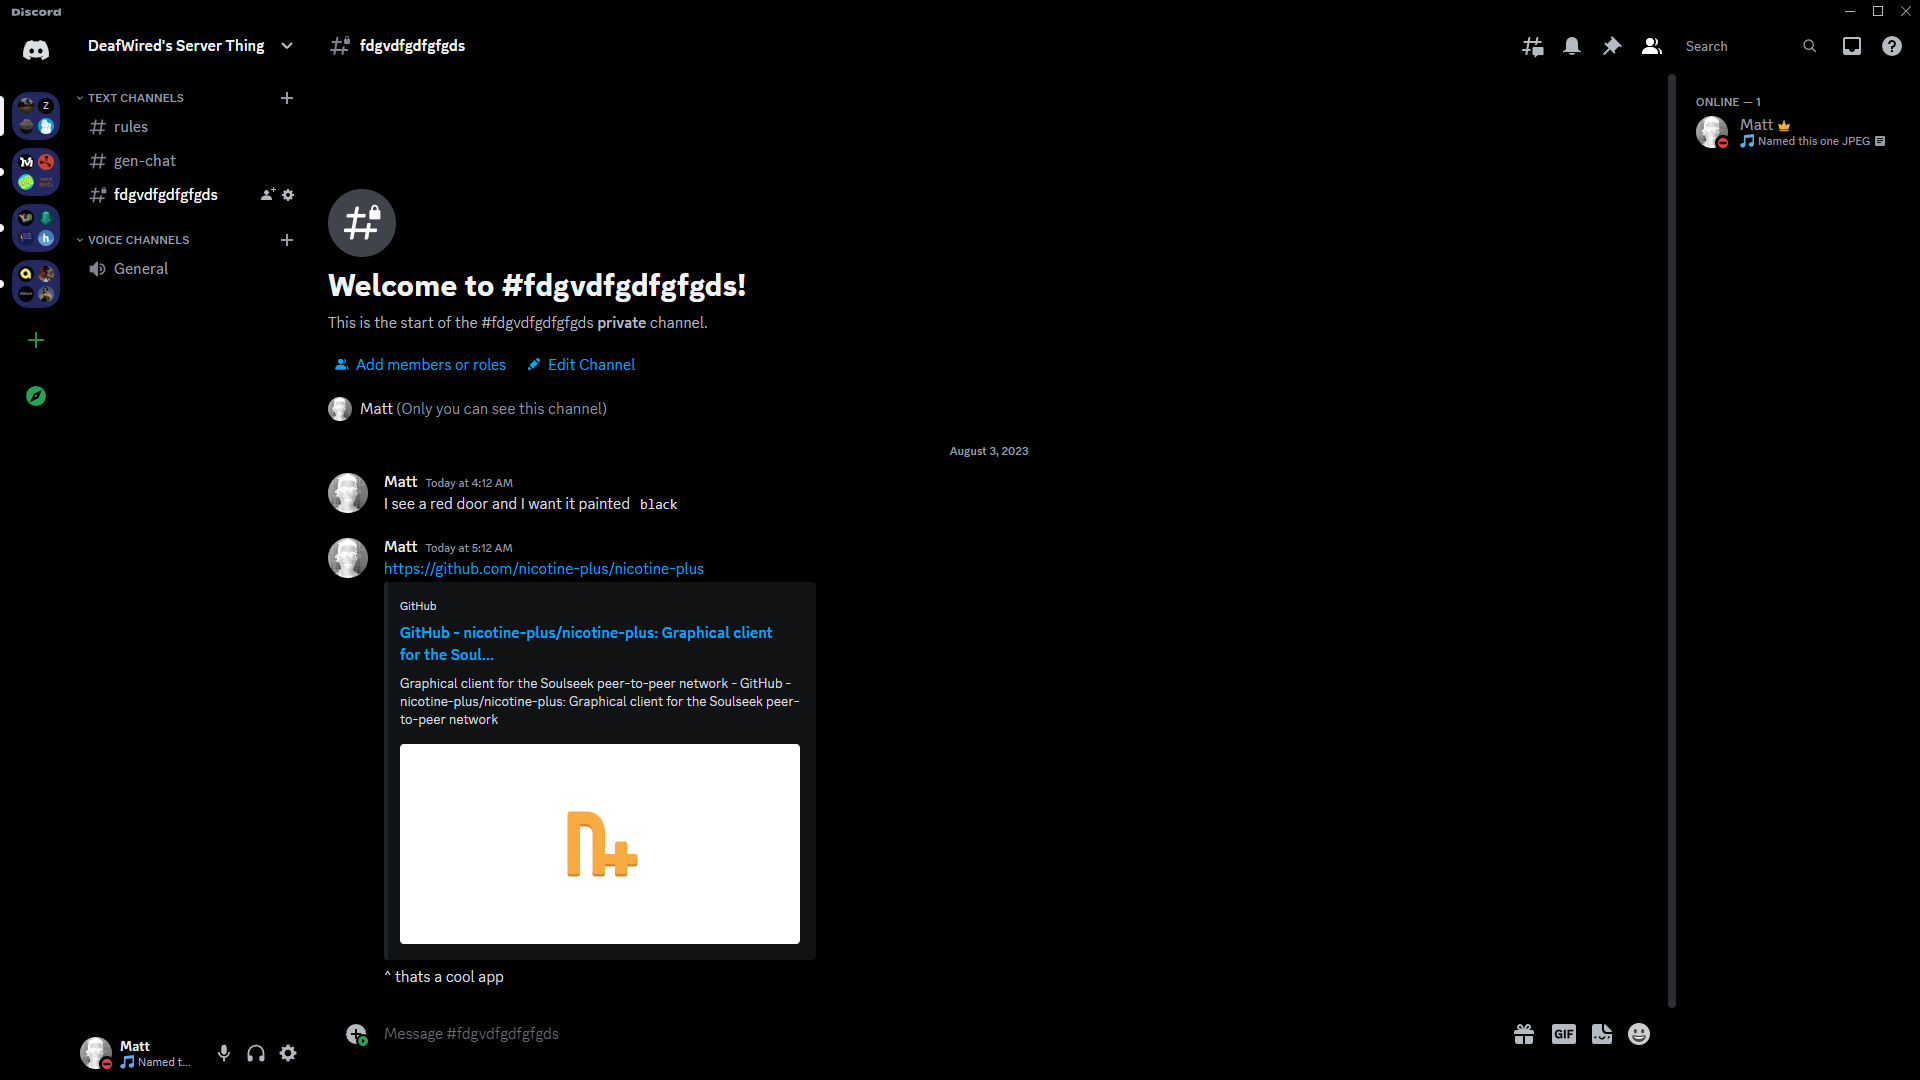 Discord
DeafWired's Server Thing
fdgvdfgdfgfgds
Search
TEXT CHANNELS
rules
gen-chat
fdgvdfgdfgfgds
VOICE CHANNELS
General
Welcome to #fdgvdfgdfgfgds!
This is the start of the #fdgvdfgdfgfgds private channel.
Add members or roles Edit Channel
Matt (Only you can see this channel)
August 3, 2023
Matt Today at 4:12 AM
I see a red door and I want it painted black
Matt Today at 5:12 AM
https://github.com/nicotine-plus/nicotine-plus
GitHub
GitHub - nicotine-plus/nicotine-plus: Graphical client
for the Soul...
Graphical client for the Soulseek peer-to-peer network - GitHub -
nicotine-plus/nicotine-plus: Graphical client for the Soulseek peer-
to-peer network
n+
^ thats a cool app
Message #fdgvdfgdfgfgds
GIF
Matt
Named t...
ONLINE — 1
Matt
Named this one JPEG